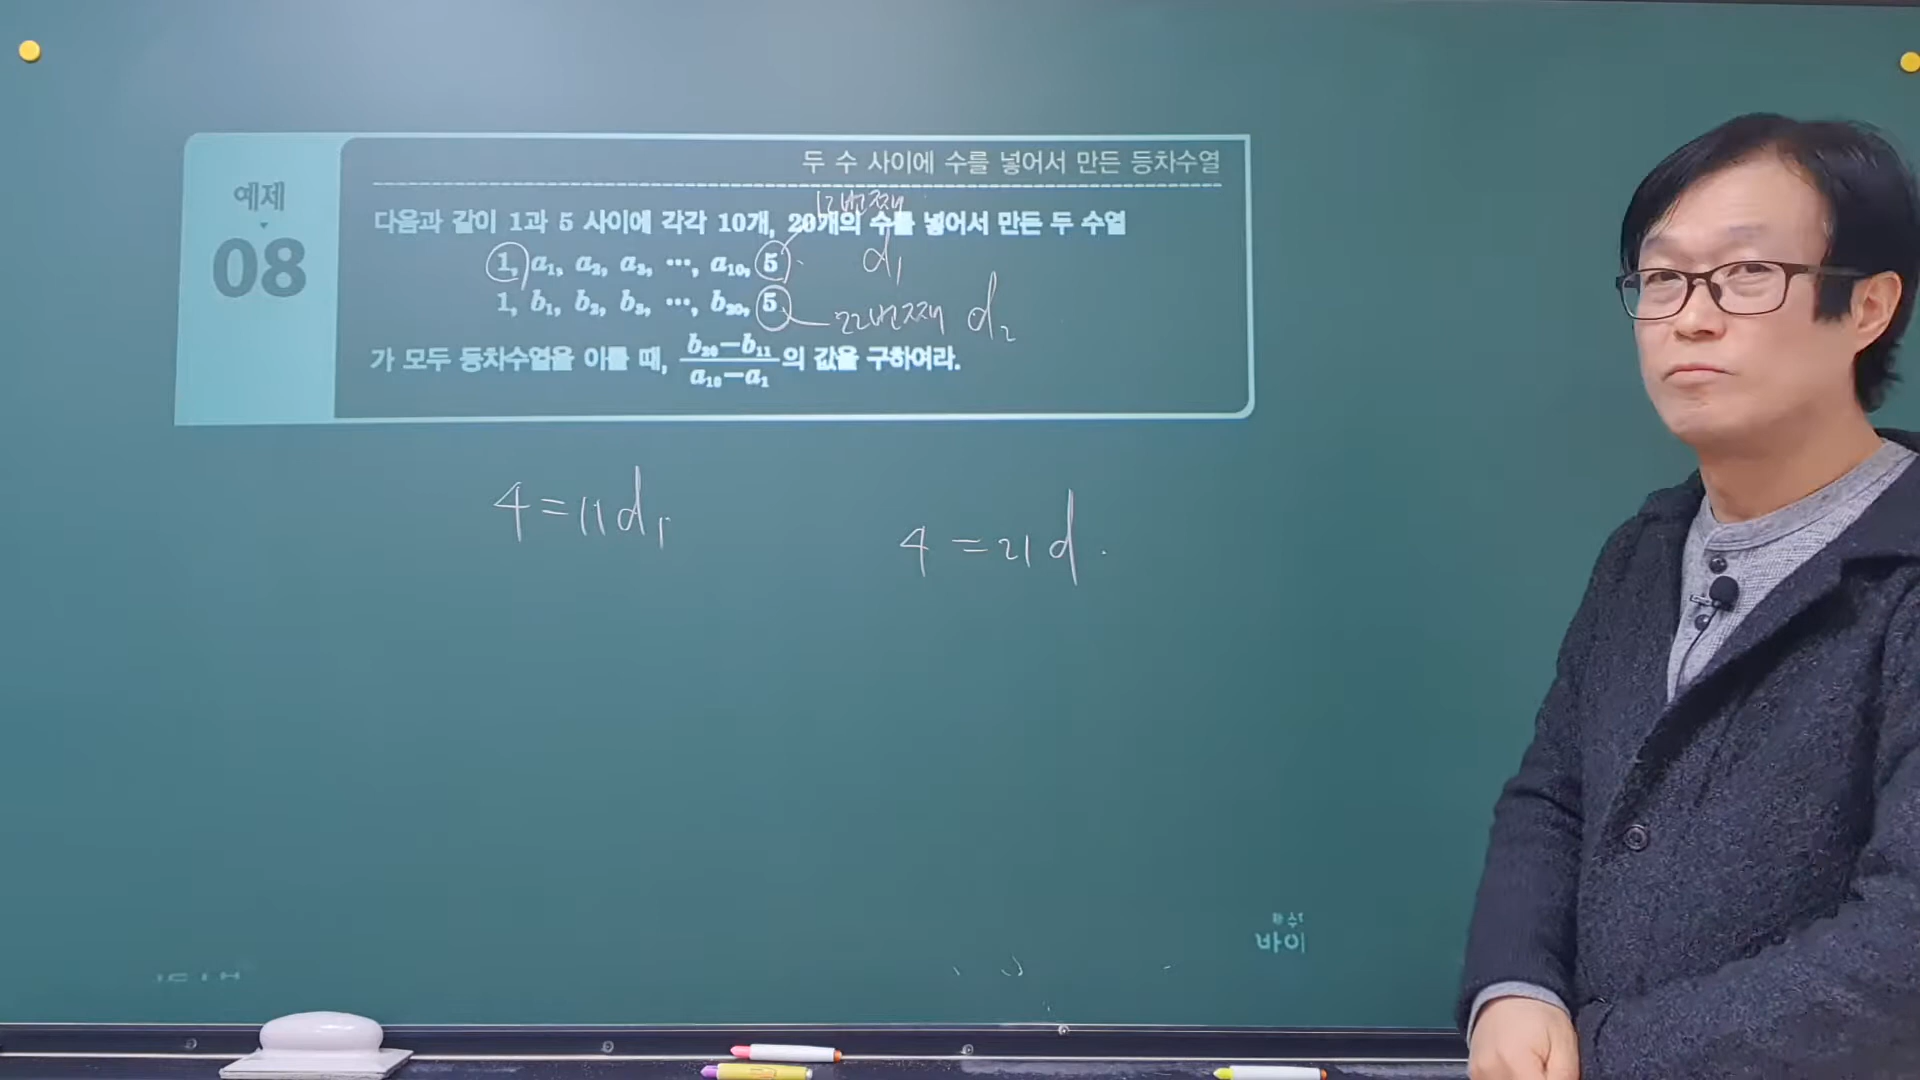 두 수 사이에 수를 넣어서 만든 등차수열
예제
08
다음과 같이 1과 5 사이에 각각 10개, 20개의 수를 넣어서 만든 두 수열
12번째
1, a₁, a₂, a₃, ⋯, a₁₀, 5
d₁
1, b₁, b₂, b₃, ⋯, b₂₀, 5
22번째 d₂
가 모두 등차수열을 이룰 때, (b₂₀−b₁₁)/(a₁₀−a₁)의 값을 구하여라.
4=11d₁
4=21d
바이